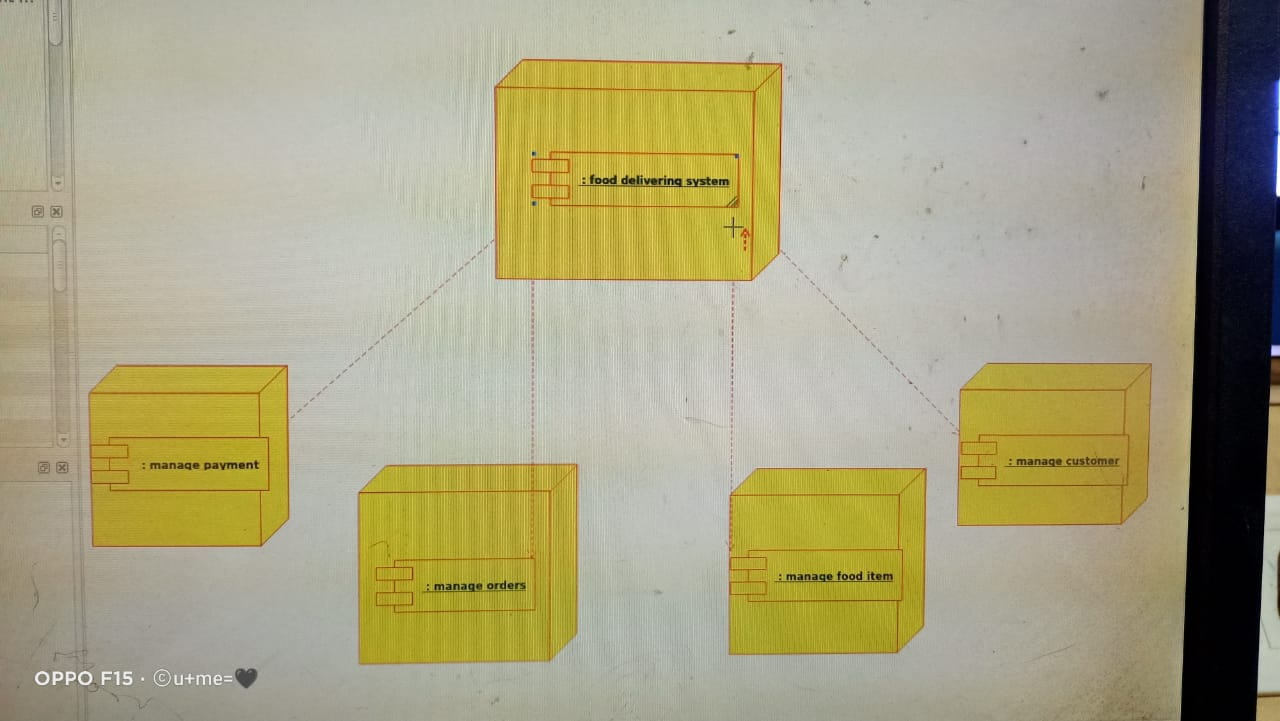 : food delivering system
: manage payment
: manage customer
: manage orders
: manage food item
OPPO F15 · ©u+me=🖤